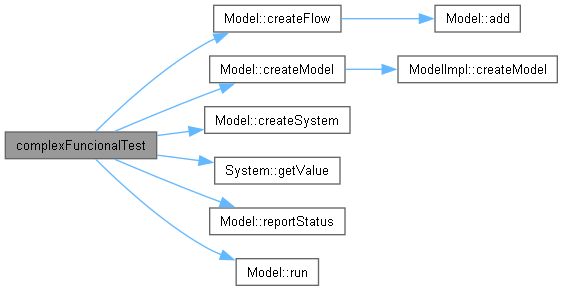 complexFuncionalTest
Model::createFlow
Model::add
Model::createModel
ModelImpl::createModel
Model::createSystem
System::getValue
Model::reportStatus
Model::run